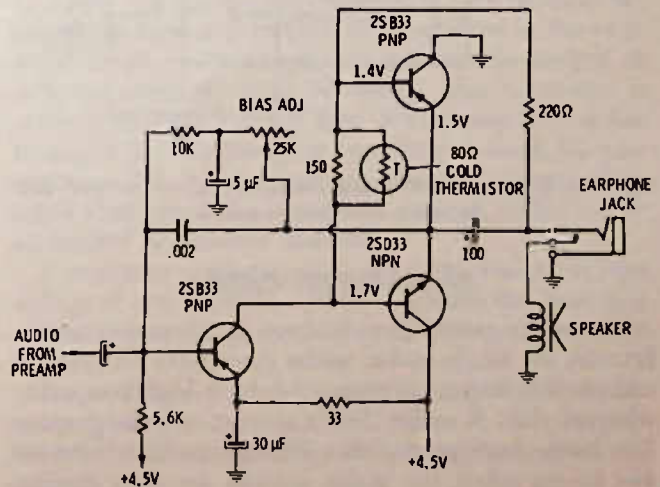 2SB33
PNP
1.4V
1.5V
BIAS ADJ
10K
25K
5 µF
150
T
80Ω
COLD
THERMISTOR
220Ω
EARPHONE
JACK
.002
100
2SD33
NPN
2SB33
PNP
1.7V
SPEAKER
AUDIO
FROM
PREAMP
+
5.6K
+
30 µF
33
+4.5V
+4.5V